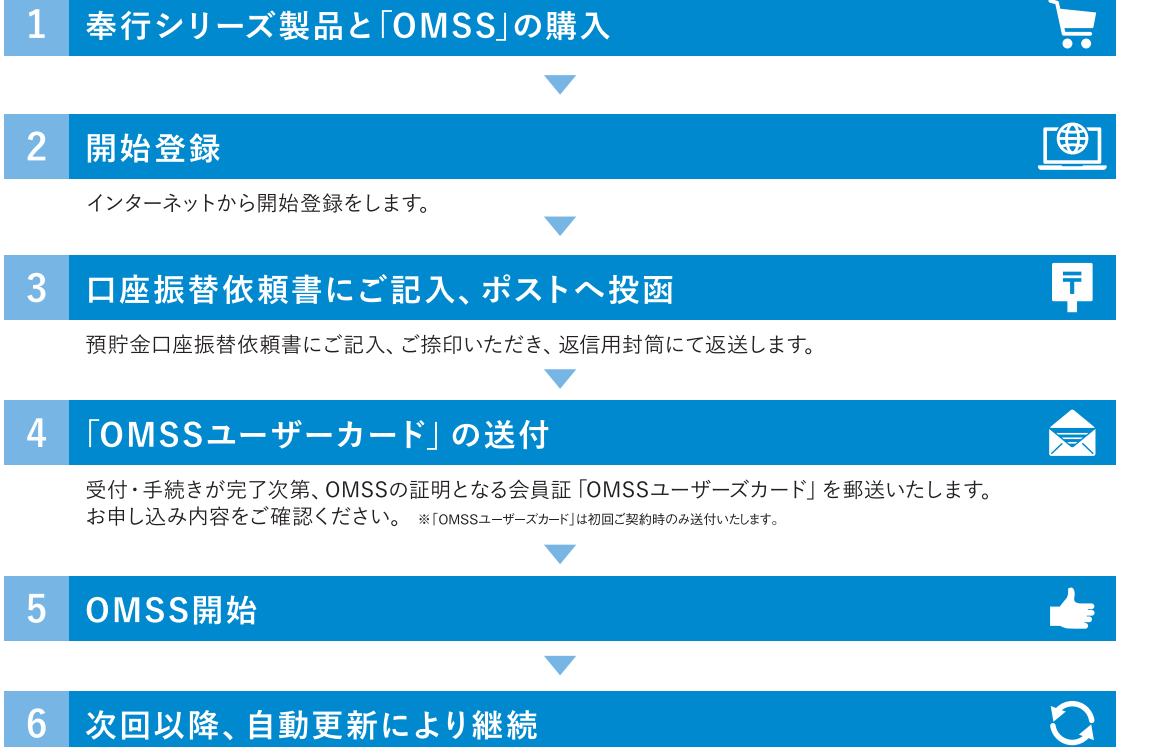 1 奉行シリーズ製品と「OMSS」の購入
2 開始登録
インターネットから開始登録をします。
3 口座振替依頼書にご記入、ポストへ投函
〒
預貯金口座振替依頼書にご記入、ご捺印いただき、返信用封筒にて返送します。
4 「OMSSユーザーカード」の送付
受付・手続きが完了次第、OMSSの証明となる会員証「OMSSユーザーズカード」を郵送いたします。
お申し込み内容をご確認ください。 ※「OMSSユーザーズカード」は初回ご契約時のみ送付いたします。
5 OMSS開始
6 次回以降、自動更新により継続